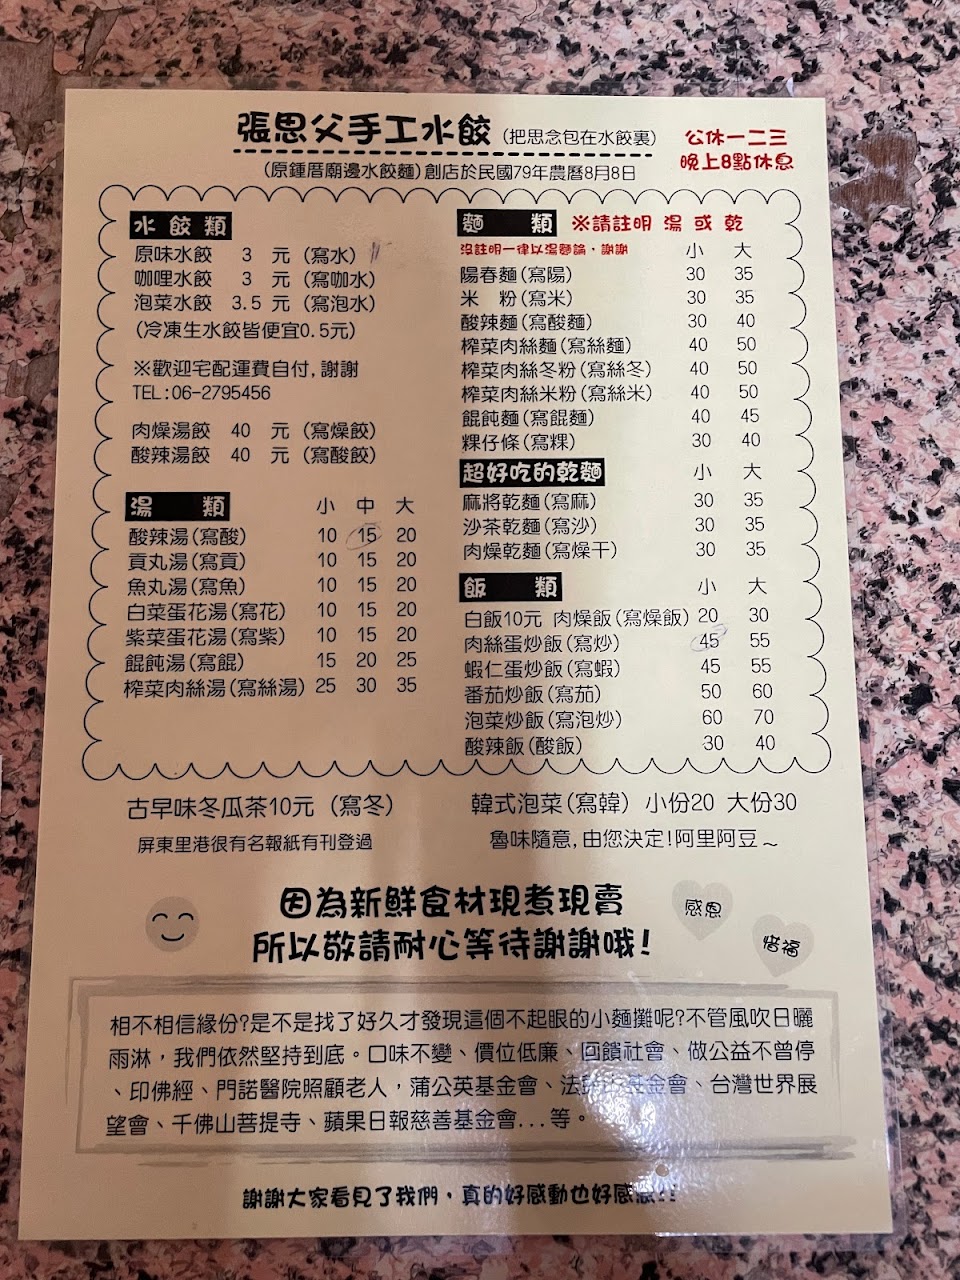 張恩父手工水餃(把思念包在水餃裏)
公休一二三
晚上8點休息
(原鍾厝廟邊水餃麵)創店於民國79年農曆8月8日
水餃類
原味水餃 3 元 (寫水)
咖哩水餃 3 元 (寫咖水)
泡菜水餃 3.5 元 (寫泡水)
(冷凍生水餃皆便宜0.5元)
※歡迎宅配運費自付,謝謝
TEL:06-2795456
肉燥湯餃 40 元 (寫燥餃)
酸辣湯餃 40 元 (寫酸餃)
湯類 小 中 大
酸辣湯(寫酸) 10 15 20
貢丸湯(寫貢) 10 15 20
魚丸湯(寫魚) 10 15 20
白菜蛋花湯(寫花) 10 15 20
紫菜蛋花湯(寫紫) 10 15 20
餛飩湯(寫餛) 15 20 25
榨菜肉絲湯(寫絲湯) 25 30 35
麵類 ※請註明 湯 或 乾
沒註明一律以湯麵論,謝謝 小 大
陽春麵(寫陽) 30 35
米 粉(寫米) 30 35
酸辣麵(寫酸麵) 30 40
榨菜肉絲麵(寫絲麵) 40 50
榨菜肉絲冬粉(寫絲冬) 40 50
榨菜肉絲米粉(寫絲米) 40 50
餛飩麵(寫餛麵) 40 45
粿仔條(寫粿) 30 40
超好吃的乾麵 小 大
麻將乾麵(寫麻) 30 35
沙茶乾麵(寫沙) 30 35
肉燥乾麵(寫燥干) 30 35
飯類 小 大
白飯10元 肉燥飯(寫燥飯) 20 30
肉絲蛋炒飯(寫炒) 45 55
蝦仁蛋炒飯(寫蝦) 45 55
番茄炒飯(寫茄) 50 60
泡菜炒飯(寫泡炒) 60 70
酸辣飯(酸飯) 30 40
古早味冬瓜茶10元 (寫冬)
屏東里港很有名報紙有刊登過
韓式泡菜(寫韓) 小份20 大份30
魯味隨意,由您決定!阿里阿豆~
因為新鮮食材現煮現賣
所以敬請耐心等待謝謝哦!
感恩
惜福
相不相信緣份?是不是找了好久才發現這個不起眼的小麵攤呢?不管風吹日曬
雨淋,我們依然堅持到底。口味不變、價位低廉、回饋社會、做公益不曾停
、印佛經、門諾醫院照顧老人,蒲公英基金會、法基金會、台灣世界展
望會、千佛山菩提寺、蘋果日報慈善基金會...等。
謝謝大家看見了我們,真的好感動也好感恩!!